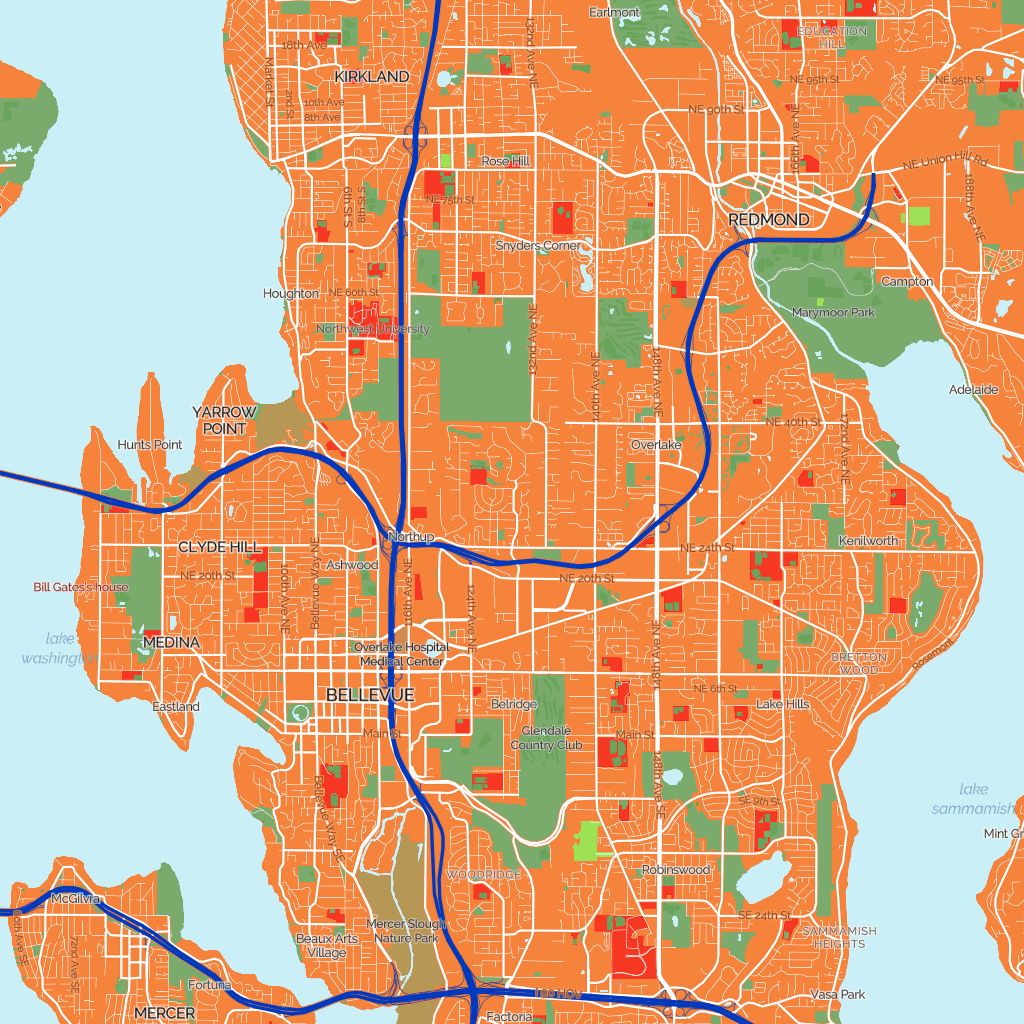 Earlmont
EDUCATION
HILL
18th Ave
132nd Ave NE
KIRKLAND
Market St
2nd St
10th Ave
8th Ave
NE 95th St
NE 95th St
NE 90th St
166th Ave NE
Rose Hill
NE Union Hill Rd
6th St S
8th St S
NE 75th St
188th Ave NE
REDMOND
Snyders Corner
Houghton
NE 60th St
Campton
Northwest University
Marymoor Park
132nd Ave NE
140th Ave NE
148th Ave NE
Adelaide
YARROW
POINT
Hunts Point
NE 40th St
172nd Ave NE
Overlake
Northup
CLYDE HILL
NE 24th St
Kenilworth
Ashwood
NE 20th St
NE 20th St
Bill Gates's house
100th Ave NE
Bellevue Way NE
116th Ave NE
124th Ave NE
148th Ave NE
lake
washington
MEDINA
Overlake Hospital
Medical Center
BRETTON
WOOD
Rosemont
BELLEVUE
NE 6th St
Eastland
Belridge
Lake Hills
Main St
Glendale
Country Club
Main St
148th Ave SE
Bellevue Way SE
SE 9th St
lake
sammamish
Mint Gr
WOODRIDGE
Robinswood
McGilvra
60th Ave SE
72nd Ave SE
Mercer Slough
Nature Park
SE 24th St
Beaux Arts
Village
SAMMAMISH
HEIGHTS
Fortuna
I 90 HOV
Vasa Park
MERCER
Factoria